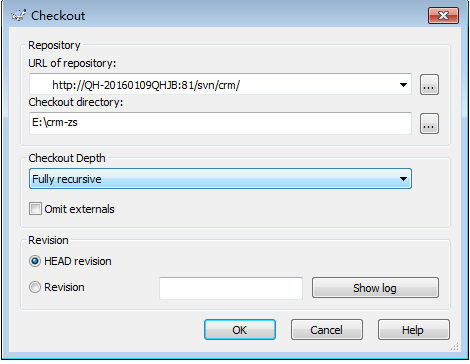 Checkout
Repository
URL of repository:
http://QH-20160109QHJB:81/svn/crm/
...
Checkout directory:
E:\crm-zs
...
Checkout Depth
Fully recursive
Omit externals
Revision
HEAD revision
Revision
Show log
OK
Cancel
Help